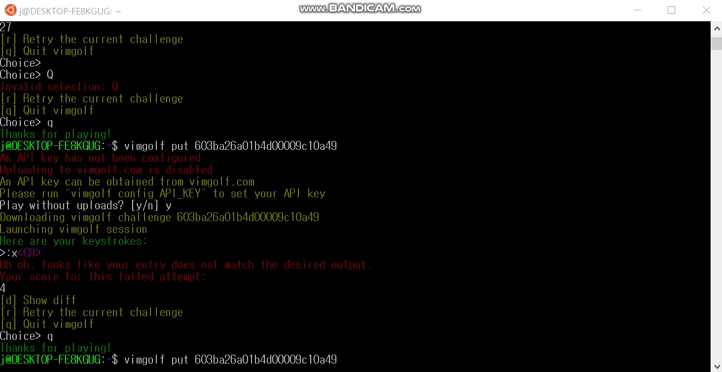 j@DESKTOP-FE8KGUG: ~
www.BANDICAM.com
27
[r] Retry the current challenge
[q] Quit vimgolf
Choice>
Choice> Q
Invalid selection: Q
[r] Retry the current challenge
[q] Quit vimgolf
Choice> q
Thanks for playing!
j@DESKTOP-FE8KGUG:~$ vimgolf put 603ba26a01b4d00009c10a49
An API key has not been configured
Uploading to vimgolf.com is disabled
An API key can be obtained from vimgolf.com
Please run "vimgolf config API_KEY" to set your API key
Play without uploads? [y/n] y
Downloading vimgolf challenge 603ba26a01b4d00009c10a49
Launching vimgolf session
Here are your keystrokes:
>:x<CR>
Uh oh, looks like your entry does not match the desired output.
Your score for this failed attempt:
4
[d] Show diff
[r] Retry the current challenge
[q] Quit vimgolf
Choice> q
Thanks for playing!
j@DESKTOP-FE8KGUG:~$ vimgolf put 603ba26a01b4d00009c10a49